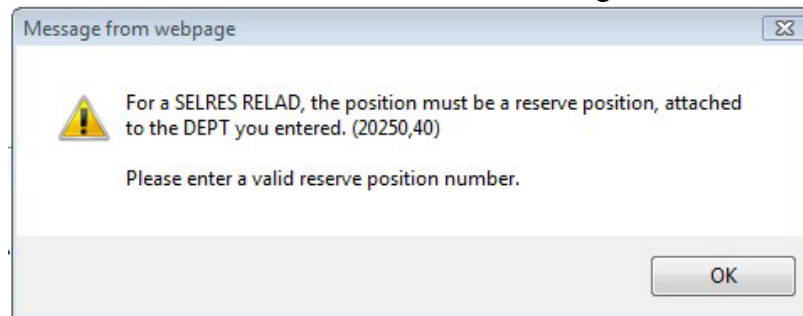 Message from webpage
For a SELRES RELAD, the position must be a reserve position, attached
to the DEPT you entered. (20250,40)
Please enter a valid reserve position number.
OK